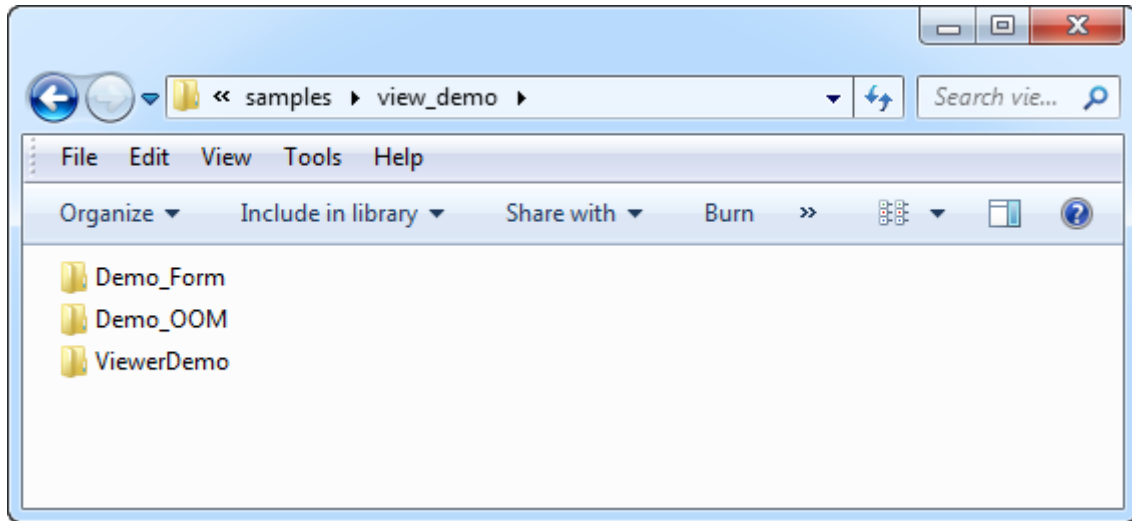 « samples view_demo Search vie...
File Edit View Tools Help
Organize Include in library Share with Burn »
Demo_Form
Demo_OOM
ViewerDemo